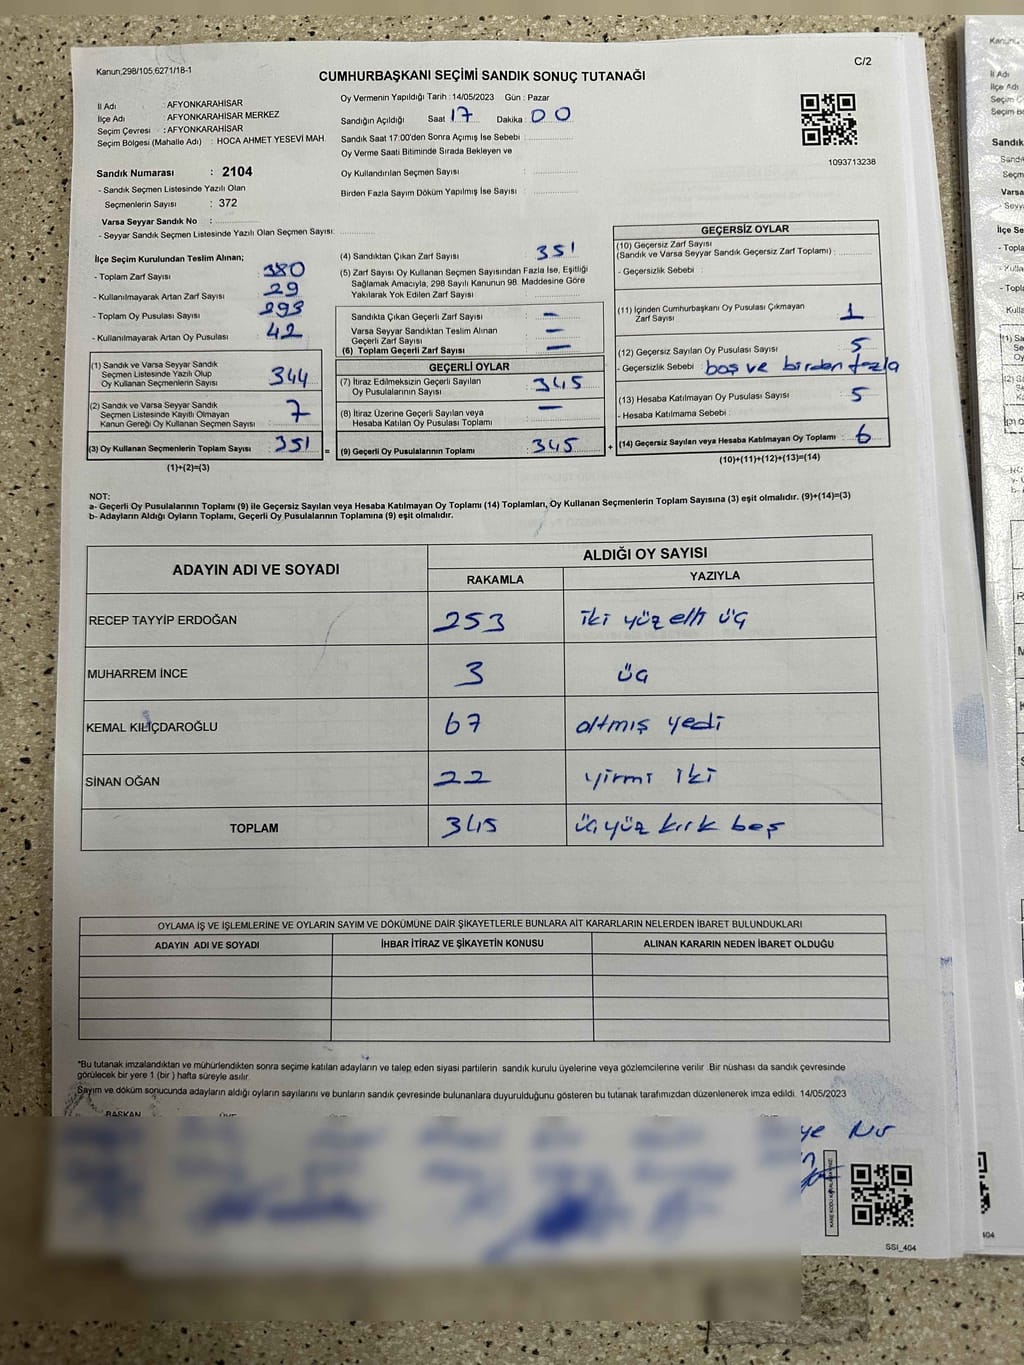 Kanun;298/105,6271/18-1
C/2
CUMHURBAŞKANI SEÇİMİ SANDIK SONUÇ TUTANAĞI
İl Adı : AFYONKARAHİSAR
İlçe Adı : AFYONKARAHİSAR MERKEZ
Seçim Çevresi : AFYONKARAHİSAR
Seçim Bölgesi (Mahalle Adı) : HOCA AHMET YESEVİ MAH.
Sandık Numarası : 2104
- Sandık Seçmen Listesinde Yazılı Olan
Seçmenlerin Sayısı : 372
Varsa Seyyar Sandık No :
- Seyyar Sandık Seçmen Listesinde Yazılı Olan Seçmen Sayısı:
Oy Vermenin Yapıldığı Tarih : 14/05/2023 Gün : Pazar
Sandığın Açıldığı Saat 17 Dakika 00
Sandık Saat 17:00'den Sonra Açımış İse Sebebi :
Oy Verme Saati Bitiminde Sırada Bekleyen ve
Oy Kullandırılan Seçmen Sayısı :
Birden Fazla Sayım Döküm Yapılmış İse Sayısı :
1093713238
İlçe Seçim Kurulundan Teslim Alınan;
- Toplam Zarf Sayısı : 380
- Kullanılmayarak Artan Zarf Sayısı : 29
- Toplam Oy Pusulası Sayısı : 393
- Kullanılmayarak Artan Oy Pusulası : 42
(1) Sandık ve Varsa Seyyar Sandık
Seçmen Listesinde Yazılı Olup
Oy Kullanan Seçmenlerin Sayısı : 344
(2) Sandık ve Varsa Seyyar Sandık
Seçmen Listesinde Kayıtlı Olmayan
Kanun Gereği Oy Kullanan Seçmen Sayısı : 7
(3) Oy Kullanan Seçmenlerin Toplam Sayısı : 351 =
(1)+(2)=(3)
(4) Sandıktan Çıkan Zarf Sayısı : 351
(5) Zarf Sayısı Oy Kullanan Seçmen Sayısından Fazla İse, Eşitliği
Sağlamak Amacıyla, 298 Sayılı Kanunun 98. Maddesine Göre
Yakılarak Yok Edilen Zarf Sayısı :
Sandıkta Çıkan Geçerli Zarf Sayısı : —
Varsa Seyyar Sandıktan Teslim Alınan
Geçerli Zarf Sayısı : —
(6) Toplam Geçerli Zarf Sayısı : —
GEÇERLİ OYLAR
(7) İtiraz Edilmeksizin Geçerli Sayılan
Oy Pusulalarının Sayısı : 345
(8) İtiraz Üzerine Geçerli Sayılan veya
Hesaba Katılan Oy Pusulası Toplamı : —
(9) Geçerli Oy Pusulalarının Toplamı : 345 +
GEÇERSİZ OYLAR
(10) Geçersiz Zarf Sayısı
(Sandık ve Varsa Seyyar Sandık Geçersiz Zarf Toplamı) :
- Geçersizlik Sebebi :
(11) İçinden Cumhurbaşkanı Oy Pusulası Çıkmayan
Zarf Sayısı : 1
(12) Geçersiz Sayılan Oy Pusulası Sayısı : 5
- Geçersizlik Sebebi : boş ve birden fazla
(13) Hesaba Katılmayan Oy Pusulası Sayısı : 5
- Hesaba Katılmama Sebebi :
(14) Geçersiz Sayılan veya Hesaba Katılmayan Oy Toplamı : 6
(10)+(11)+(12)+(13)=(14)
NOT:
a- Geçerli Oy Pusulalarının Toplamı (9) ile Geçersiz Sayılan veya Hesaba Katılmayan Oy Toplamı (14) Toplamları, Oy Kullanan Seçmenlerin Toplam Sayısına (3) eşit olmalıdır. (9)+(14)=(3)
b- Adayların Aldığı Oyların Toplamı, Geçerli Oy Pusulalarının Toplamına (9) eşit olmalıdır.
ADAYIN ADI VE SOYADI
ALDIĞI OY SAYISI
RAKAMLA YAZIYLA
RECEP TAYYİP ERDOĞAN 253 iki yüz elli üç
MUHARREM İNCE 3 üç
KEMAL KILIÇDAROĞLU 67 altmış yedi
SİNAN OĞAN 22 yirmi iki
TOPLAM 345 üç yüz kırk beş
OYLAMA İŞ VE İŞLEMLERİNE VE OYLARIN SAYIM VE DÖKÜMÜNE DAİR ŞİKAYETLERLE BUNLARA AİT KARARLARIN NELERDEN İBARET BULUNDUKLARI
ADAYIN ADI VE SOYADI İHBAR İTİRAZ VE ŞİKAYETİN KONUSU ALINAN KARARIN NEDEN İBARET OLDUĞU
*Bu tutanak imzalandıktan ve mühürlendikten sonra seçime katılan adayların ve talep eden siyasi partilerin sandık kurulu üyelerine veya gözlemcilerine verilir. Bir nüshası da sandık çevresinde
görülecek bir yere 1 (bir ) hafta süreyle asılır.
Sayım ve döküm sonucunda adayların aldığı oyların sayılarını ve bunların sandık çevresinde bulunanlara duyurulduğunu gösteren bu tutanak tarafımızdan düzenlenerek imza edildi. 14/05/2023
BAŞKAN
SSI_404